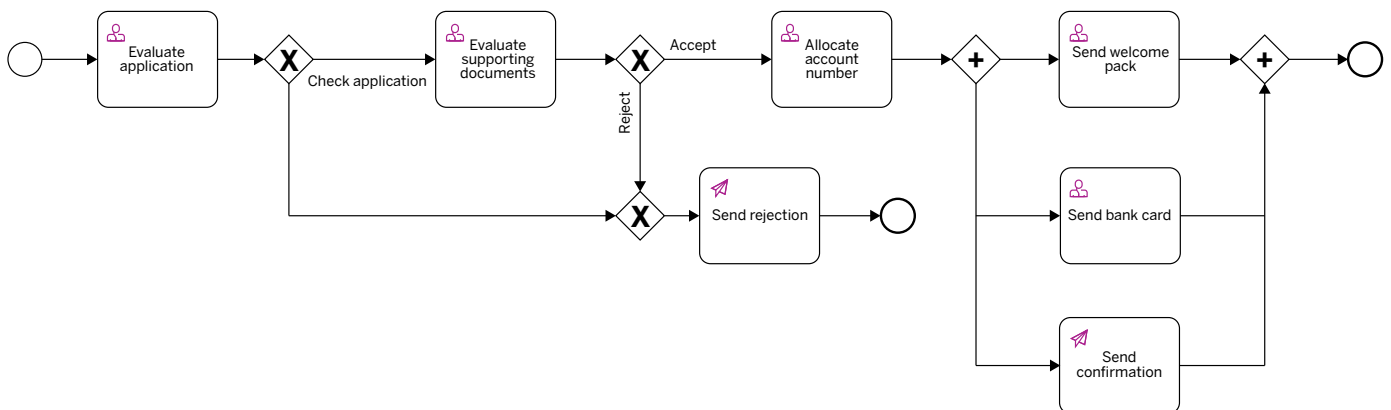 Evaluate
application
Check application
Evaluate
supporting
documents
Accept
Reject
Allocate
account
number
Send welcome
pack
Send rejection
Send bank card
Send
confirmation